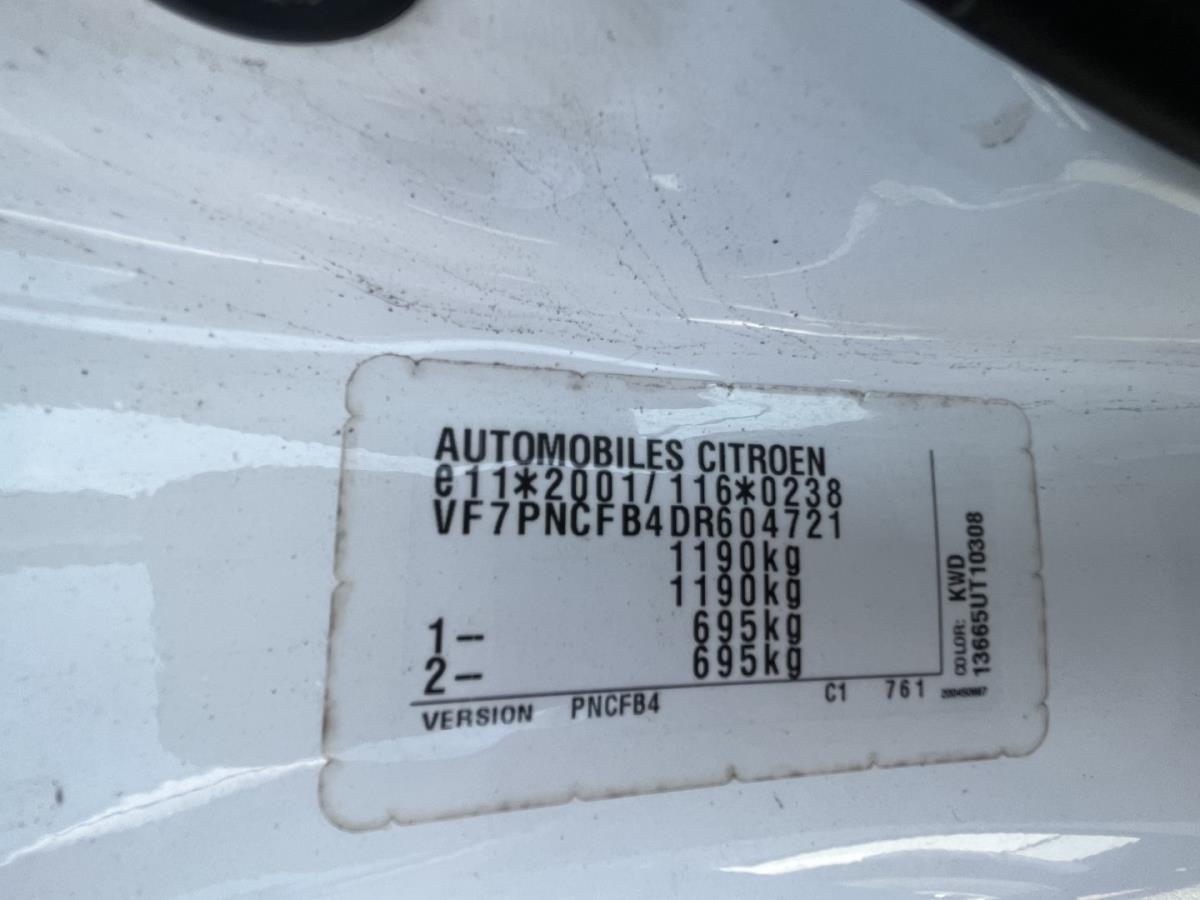 AUTOMOBILES CITROEN
e11*2001/116*0238
VF7PNCFB4DR604721
1190kg
1190kg
1- 695kg
2- 695kg
VERSION PNCFB4 C1 761
COLOR: KWD
13665UT10308